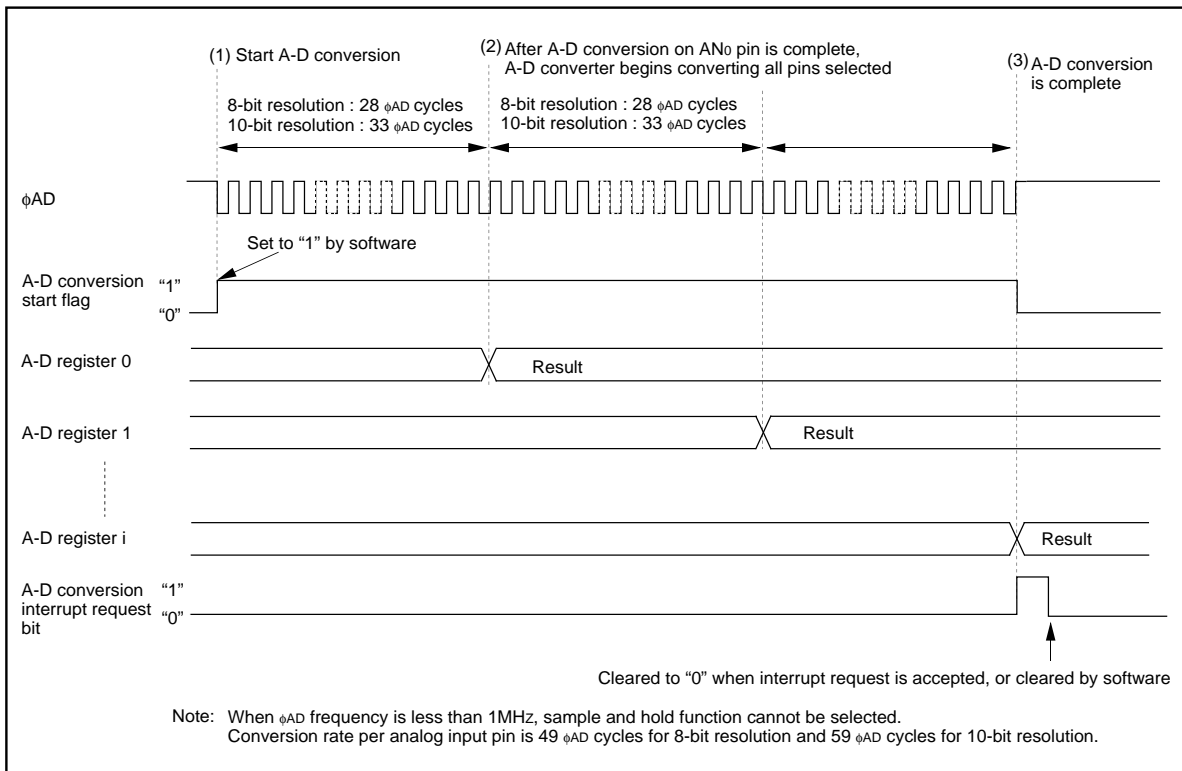 (1) Start A-D conversion
(2) After A-D conversion on AN0 pin is complete,
A-D converter begins converting all pins selected
(3) A-D conversion
is complete
8-bit resolution : 28 ϕAD cycles
10-bit resolution : 33 ϕAD cycles
8-bit resolution : 28 ϕAD cycles
10-bit resolution : 33 ϕAD cycles
ϕAD
Set to “1” by software
A-D conversion
start flag
“1”
“0”
A-D register 0
Result
A-D register 1
Result
A-D register i
Result
A-D conversion
interrupt request
bit
“1”
“0”
Cleared to “0” when interrupt request is accepted, or cleared by software
Note: When ϕAD frequency is less than 1MHz, sample and hold function cannot be selected.
Conversion rate per analog input pin is 49 ϕAD cycles for 8-bit resolution and 59 ϕAD cycles for 10-bit resolution.